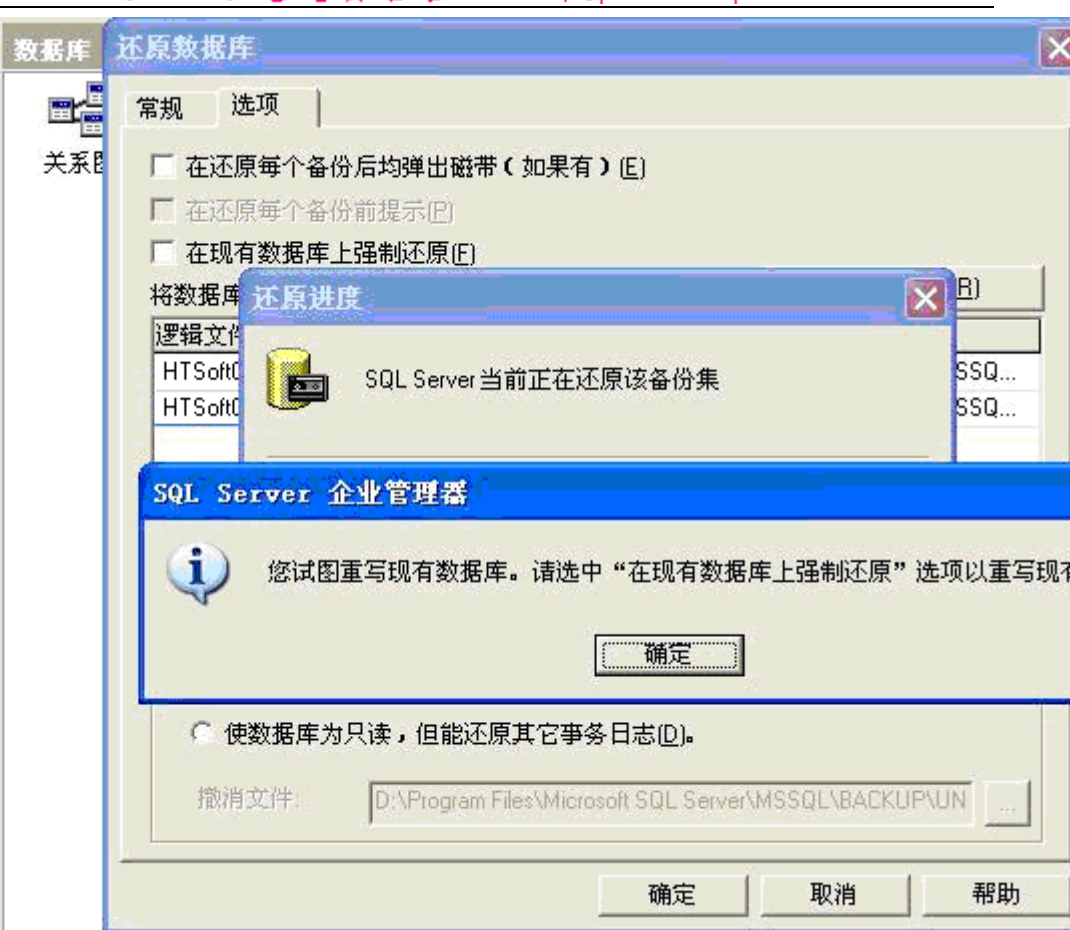 数据库
还原数据库
关系
常规
选项
在还原每个备份后均弹出磁带(如果有)(E)
在还原每个备份前提示(P)
在现有数据库上强制还原(F)
将数据库
(R)
逻辑文件
HTSoft
SSQ...
HTSoft
SSQ...
还原进度
SQL Server当前正在还原该备份集
SQL Server 企业管理器
您试图重写现有数据库。请选中“在现有数据库上强制还原”选项以重写现有
确定
使数据库为只读,但能还原其它事务日志(D)。
撤消文件:
D:\Program Files\Microsoft SQL Server\MSSQL\BACKUP\UN
...
确定
取消
帮助